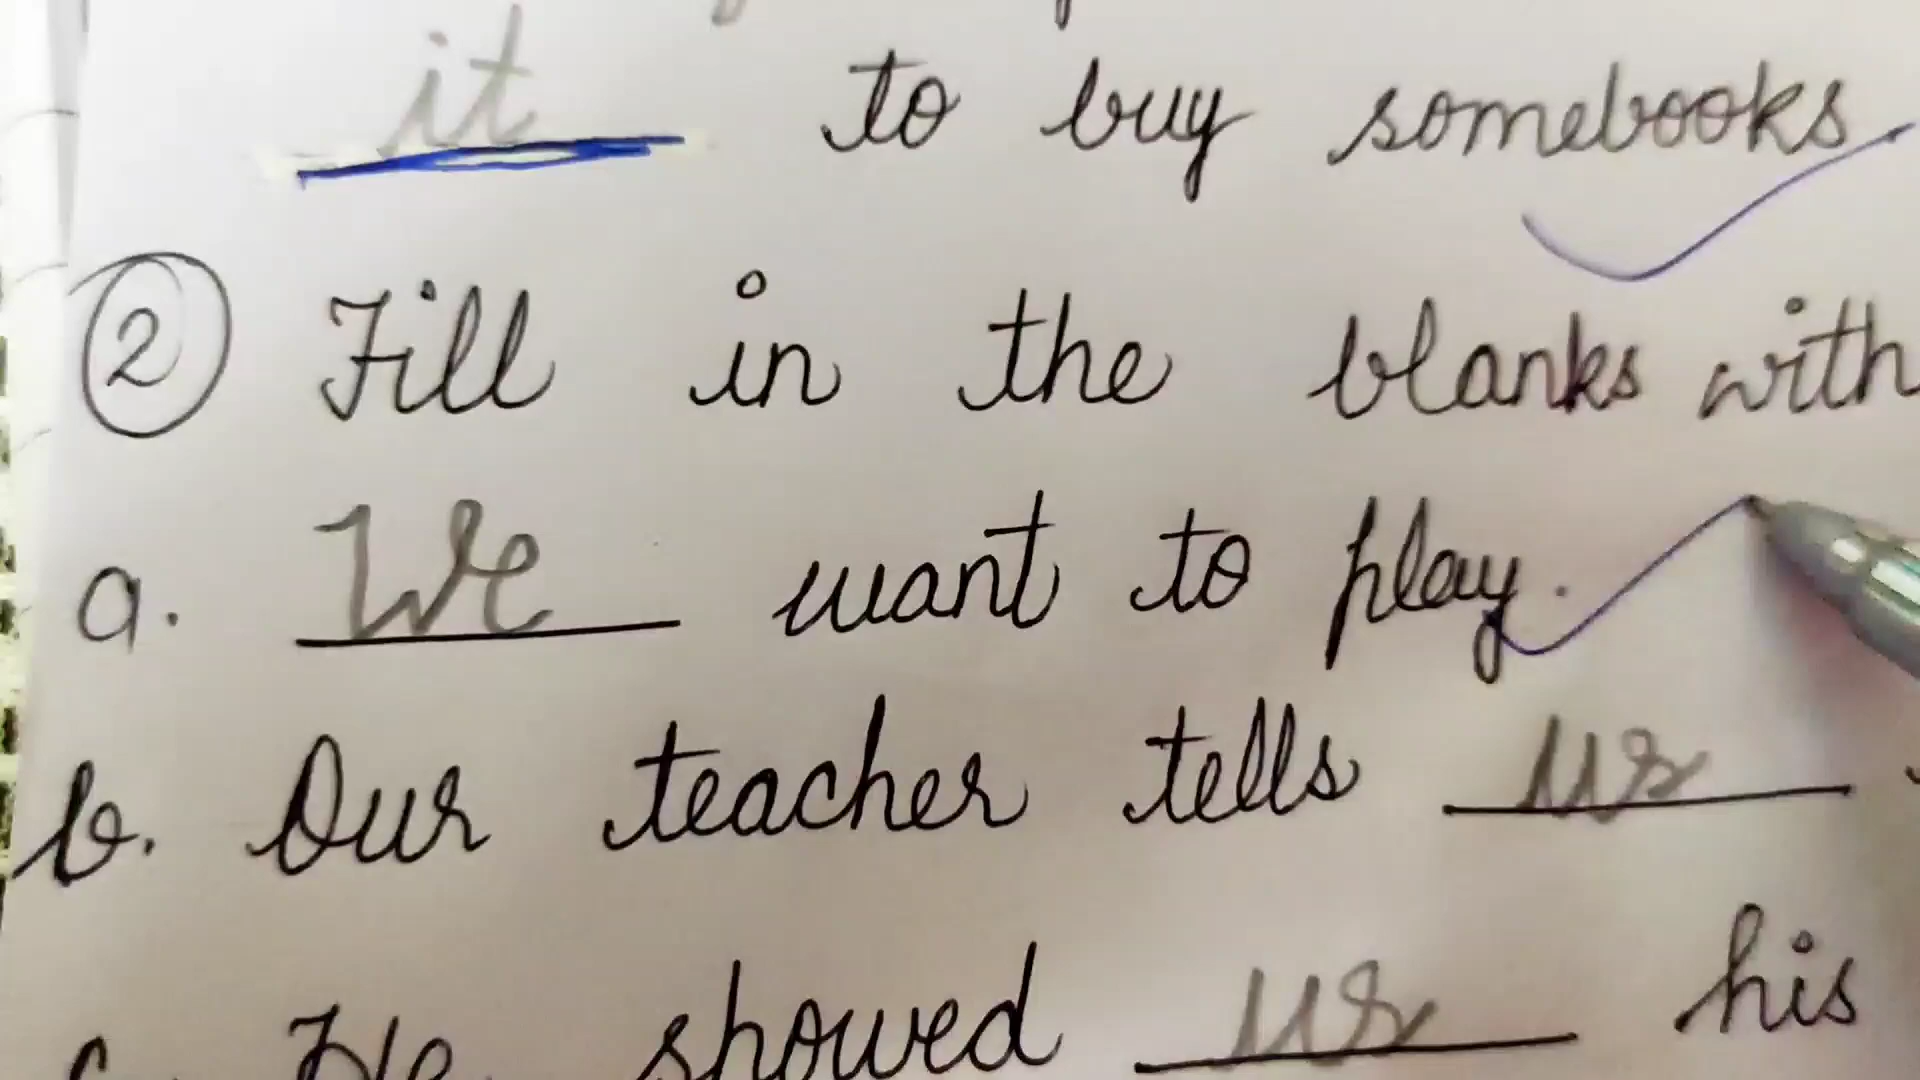 it to buy somebooks
2 Fill in the blanks with
a. We want to play.
b. Our teacher tells us
c. He showed us his